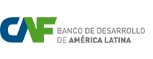 CAF
BANCO DE DESARROLLO
DE AMÉRICA LATINA